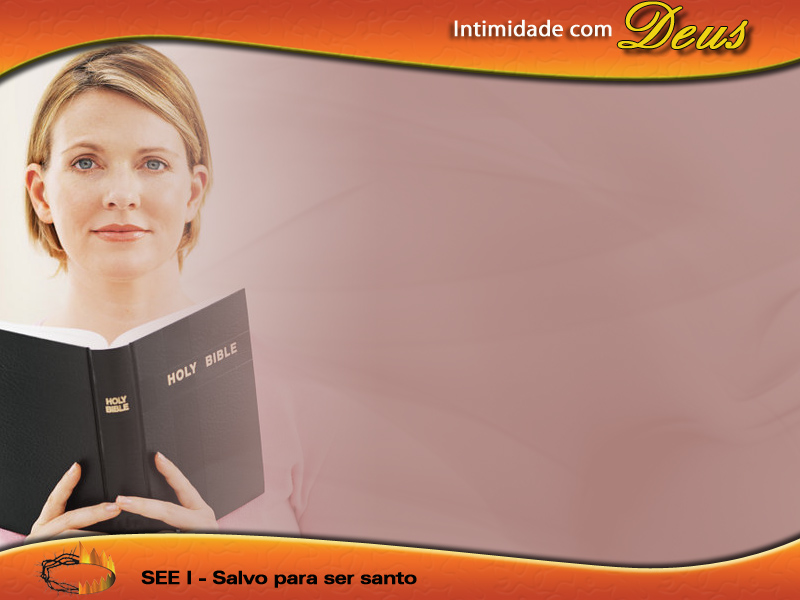 Intimidade com Deus
HOLY BIBLE
HOLY
BIBLE
SEE I - Salvo para ser santo